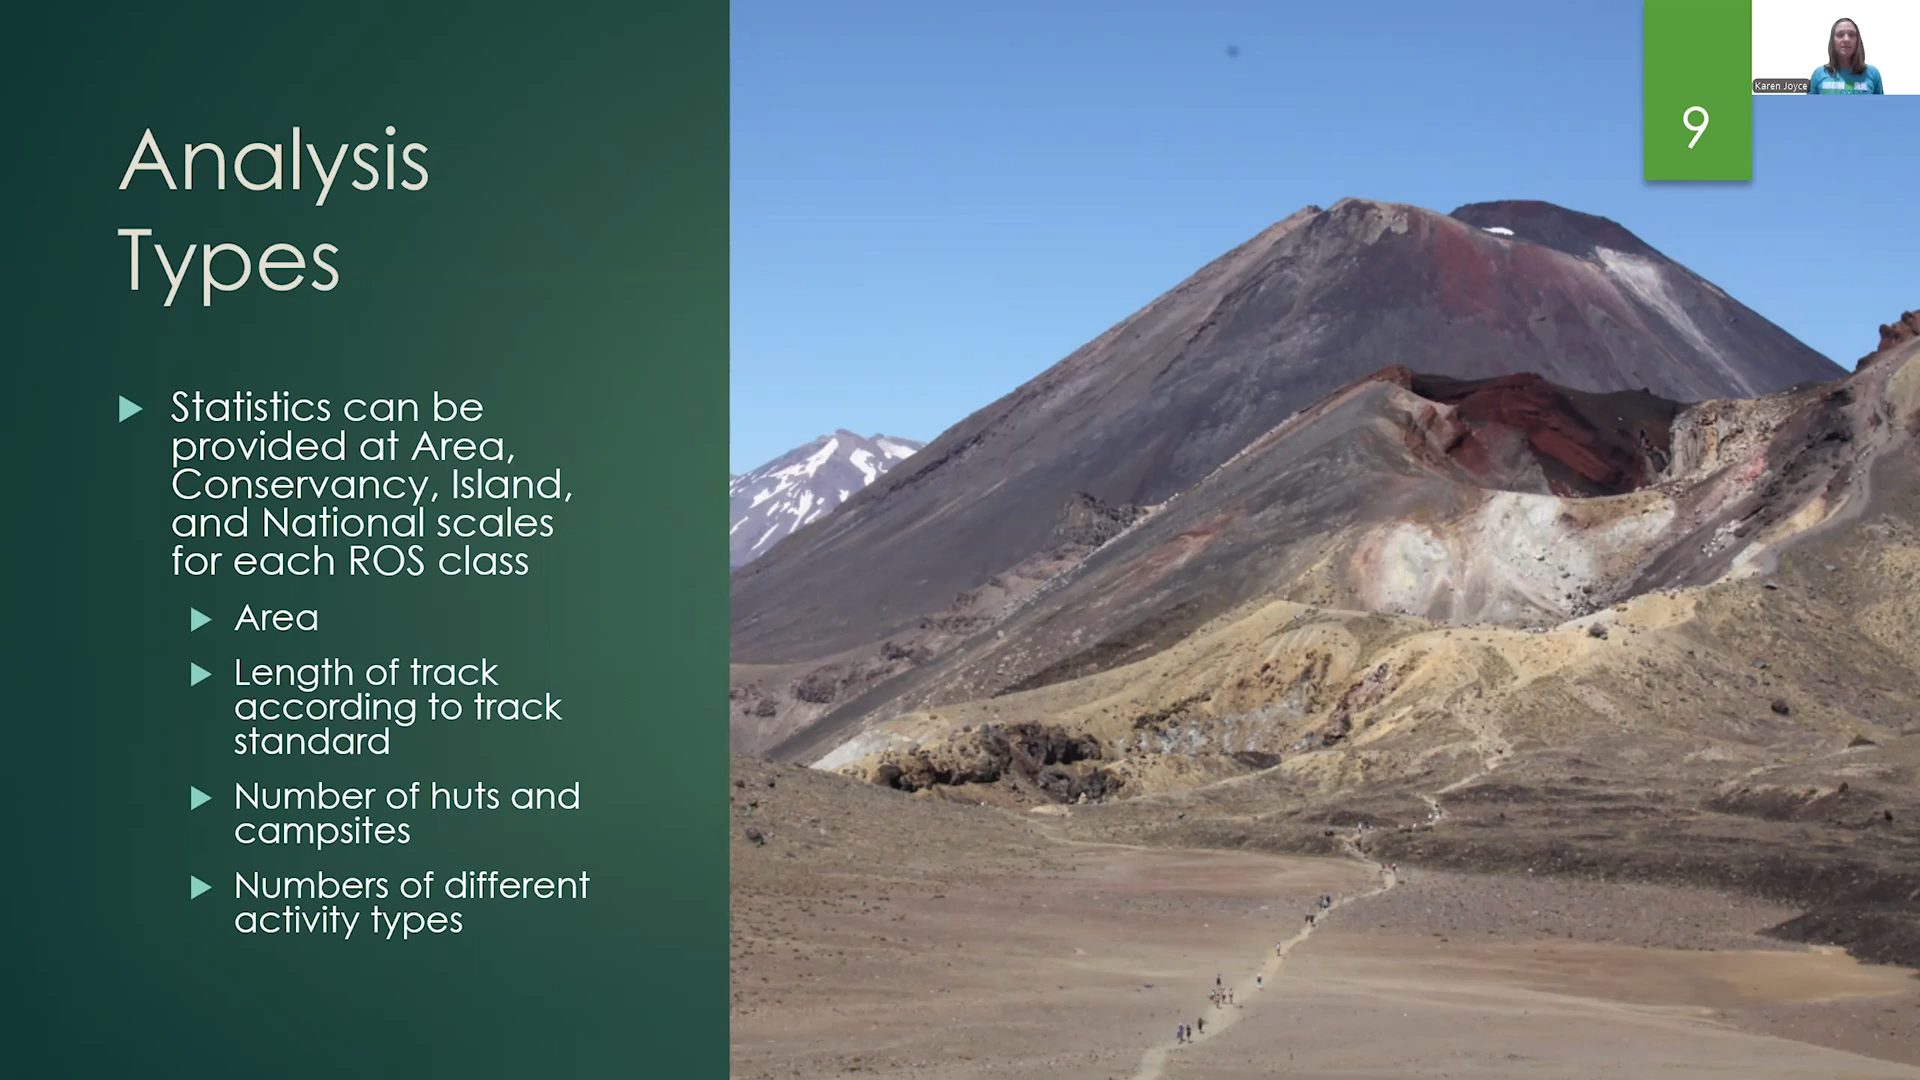 Analysis
Types
Statistics can be
provided at Area,
Conservancy, Island,
and National scales
for each ROS class
Area
Length of track
according to track
standard
Number of huts and
campsites
Numbers of different
activity types
9
Karen Joyce